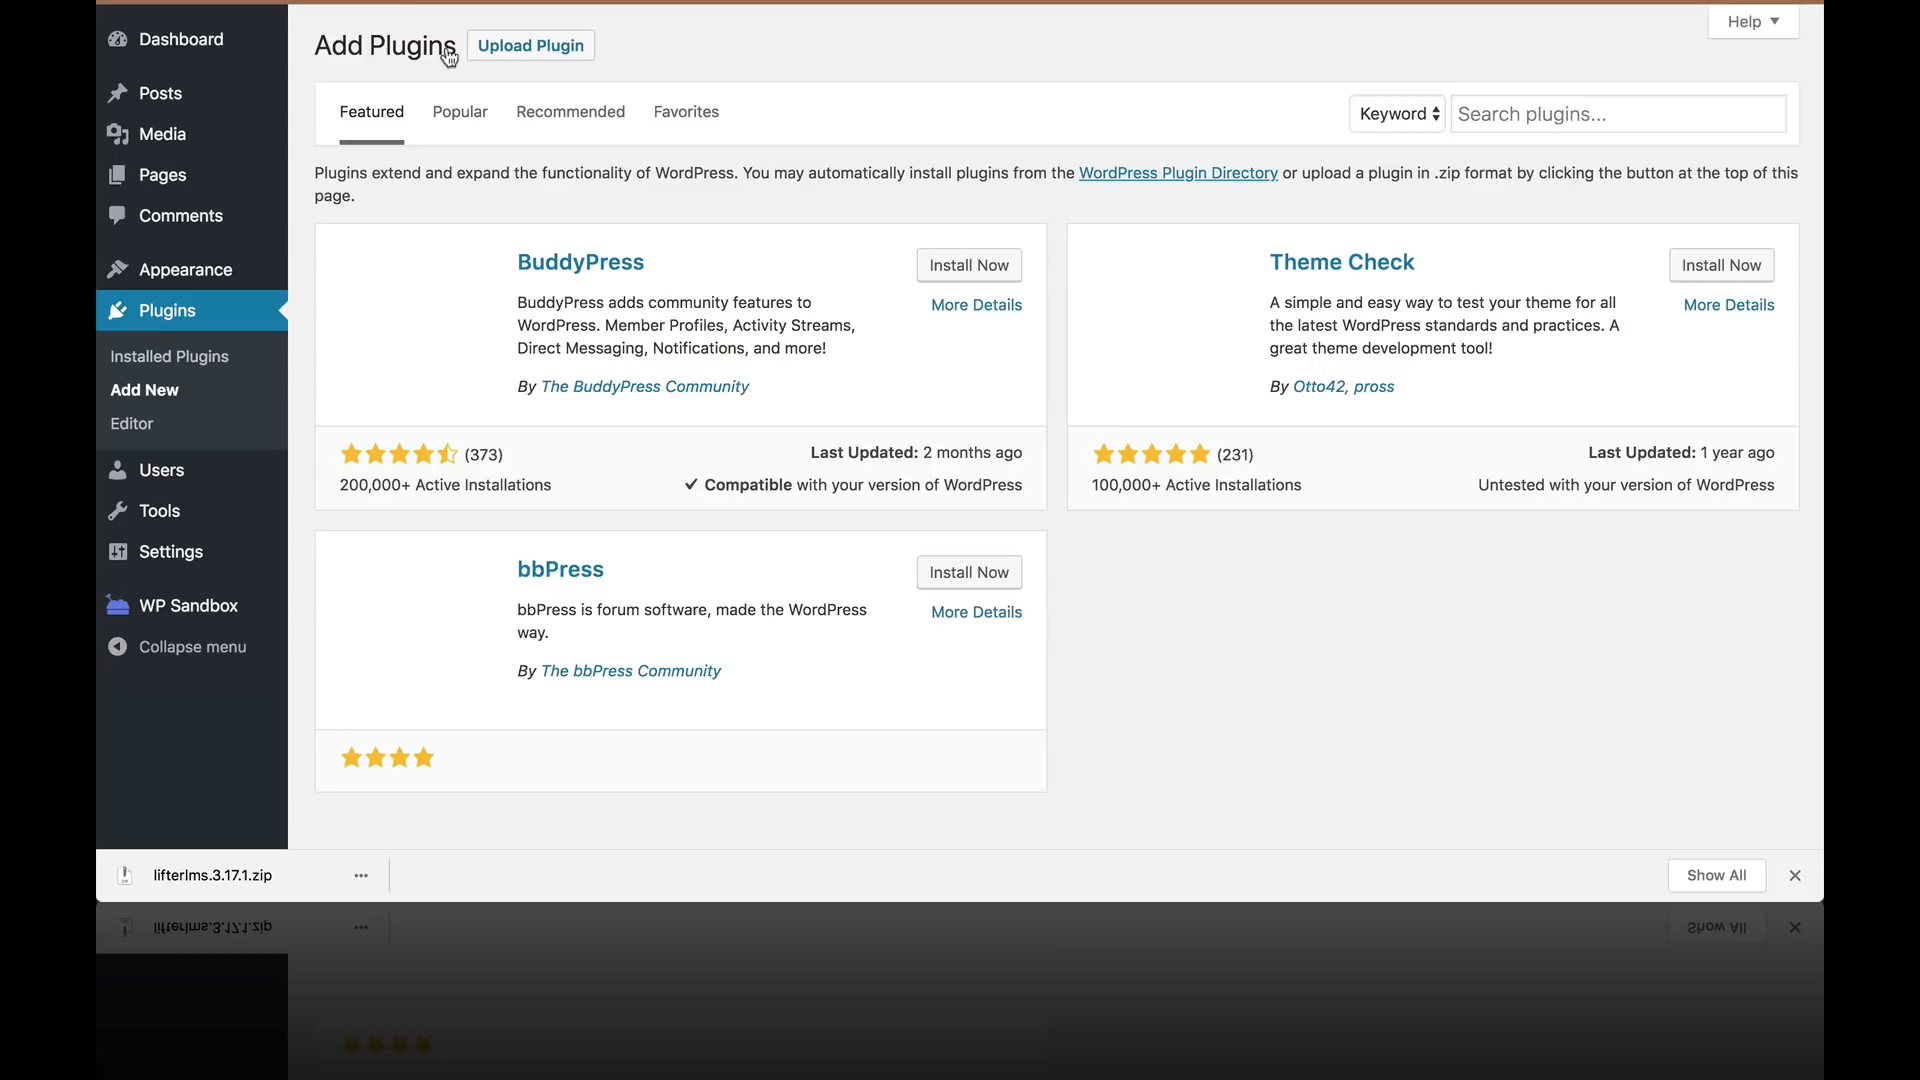 Dashboard
Posts
Media
Pages
Comments
Appearance
Plugins
Installed Plugins
Add New
Editor
Users
Tools
Settings
WP Sandbox
Collapse menu
Help
Add Plugins
Upload Plugin
Featured
Popular
Recommended
Favorites
Keyword
Search plugins...
Plugins extend and expand the functionality of WordPress. You may automatically install plugins from the WordPress Plugin Directory or upload a plugin in .zip format by clicking the button at the top of this
page.
BuddyPress
Install Now
More Details
BuddyPress adds community features to
WordPress. Member Profiles, Activity Streams,
Direct Messaging, Notifications, and more!
By The BuddyPress Community
(373)
Last Updated: 2 months ago
200,000+ Active Installations
Compatible with your version of WordPress
Theme Check
Install Now
More Details
A simple and easy way to test your theme for all
the latest WordPress standards and practices. A
great theme development tool!
By Otto42, pross
(231)
Last Updated: 1 year ago
100,000+ Active Installations
Untested with your version of WordPress
bbPress
Install Now
More Details
bbPress is forum software, made the WordPress
way.
By The bbPress Community
lifterlms.3.17.1.zip
Show All
lifterlms.3.17.1.zip
Show All